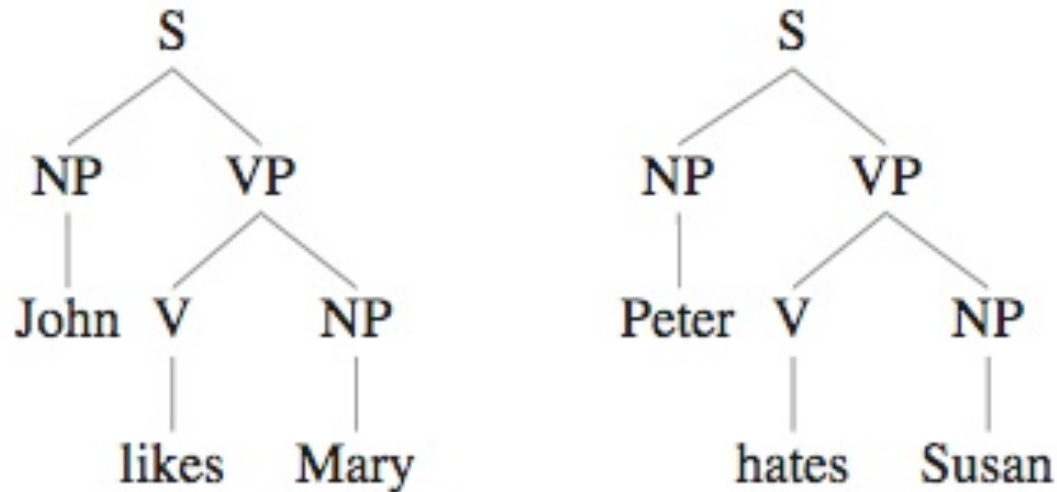 S S
NP VP NP VP
John V NP Peter V NP
likes Mary hates Susan